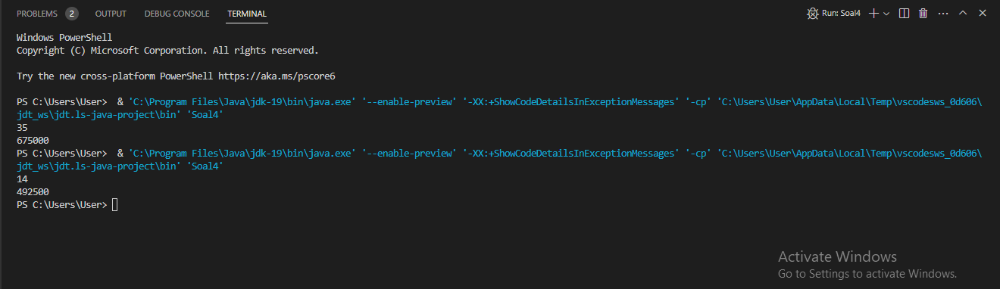 PROBLEMS 2 OUTPUT DEBUG CONSOLE TERMINAL Run: Soal4
Windows PowerShell
Copyright (C) Microsoft Corporation. All rights reserved.
Try the new cross-platform PowerShell https://aka.ms/pscore6
PS C:\Users\User>  & 'C:\Program Files\Java\jdk-19\bin\java.exe' '--enable-preview' '-XX:+ShowCodeDetailsInExceptionMessages' '-cp' 'C:\Users\User\AppData\Local\Temp\vscodesws_0d606\
jdt_ws\jdt.ls-java-project\bin' 'Soal4'
35
675000
PS C:\Users\User>  & 'C:\Program Files\Java\jdk-19\bin\java.exe' '--enable-preview' '-XX:+ShowCodeDetailsInExceptionMessages' '-cp' 'C:\Users\User\AppData\Local\Temp\vscodesws_0d606\
jdt_ws\jdt.ls-java-project\bin' 'Soal4'
14
492500
PS C:\Users\User>
Activate Windows
Go to Settings to activate Windows.